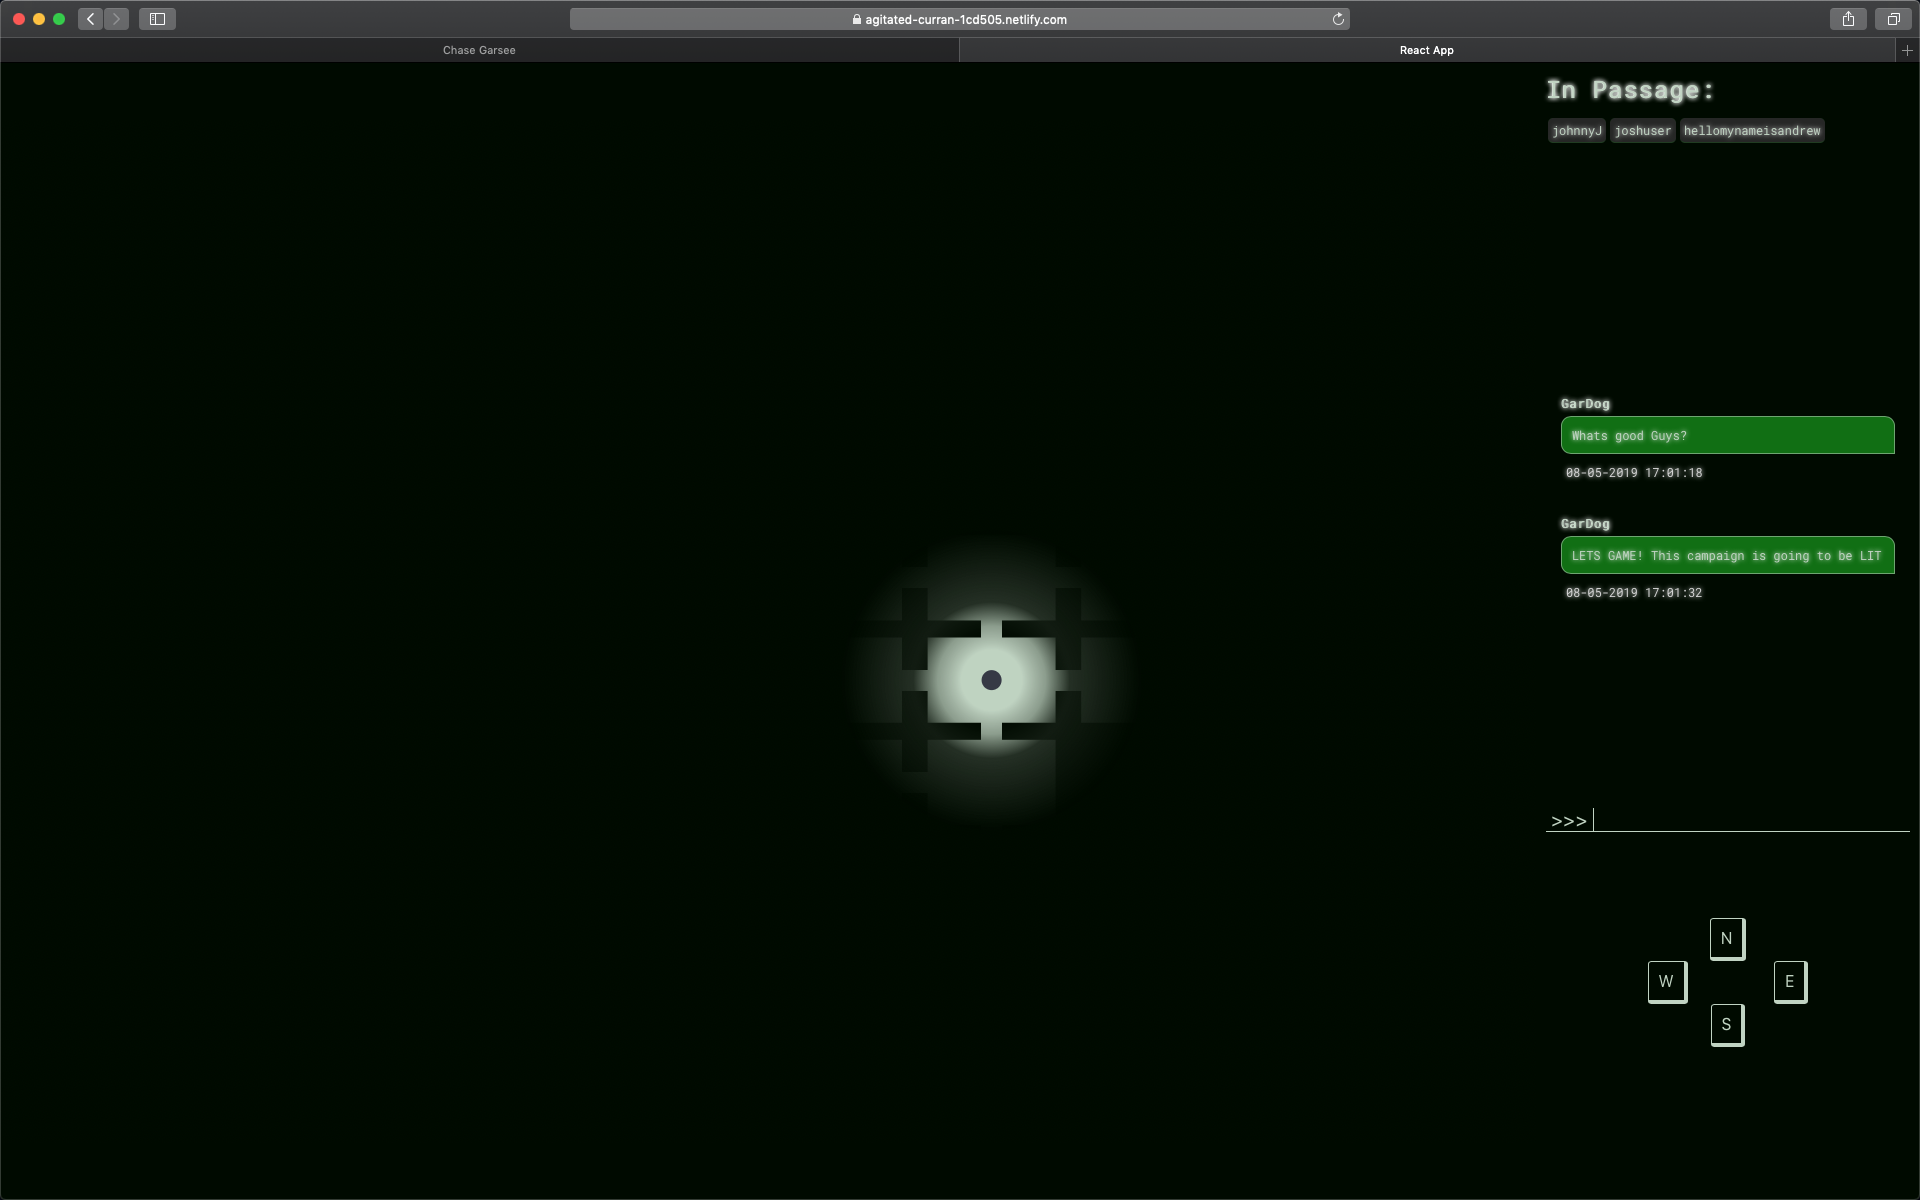 agitated-curran-1cd505.netlify.com
Chase Garsee
React App
In Passage:
johnnyJ joshuser hellomynameisandrew
GarDog
Whats good Guys?
08-05-2019 17:01:18
GarDog
LETS GAME! This campaign is going to be LIT
08-05-2019 17:01:32
>>>
N
W E
S